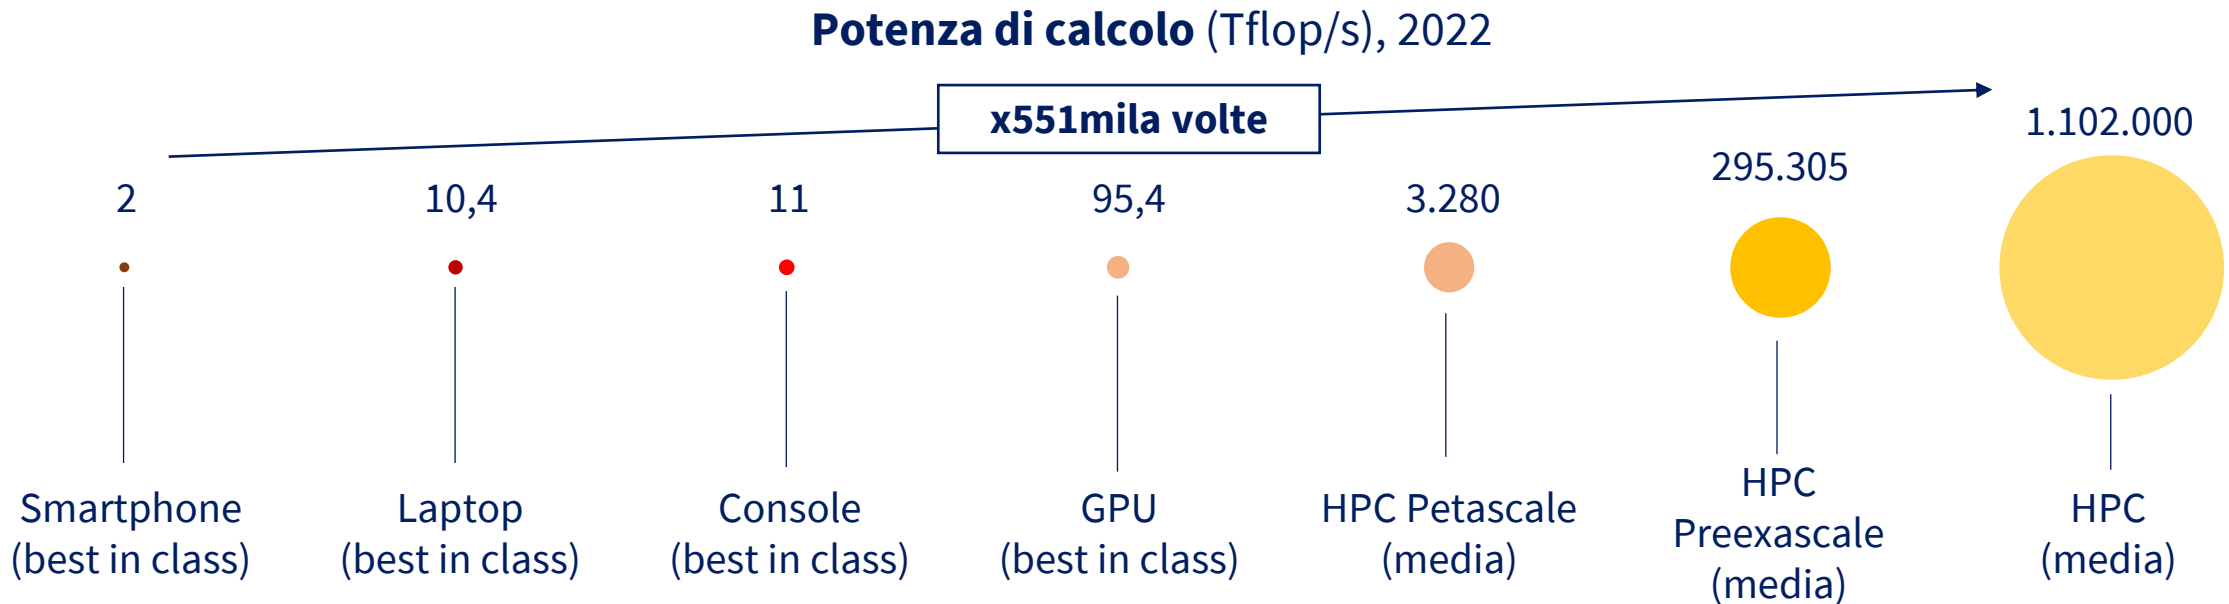 Potenza di calcolo (Tflop/s), 2022
x551mila volte
2
10,4
11
95,4
3.280
295.305
1.102.000
Smartphone
(best in class)
Laptop
(best in class)
Console
(best in class)
GPU
(best in class)
HPC Petascale
(media)
HPC
Preexascale
(media)
HPC
(media)